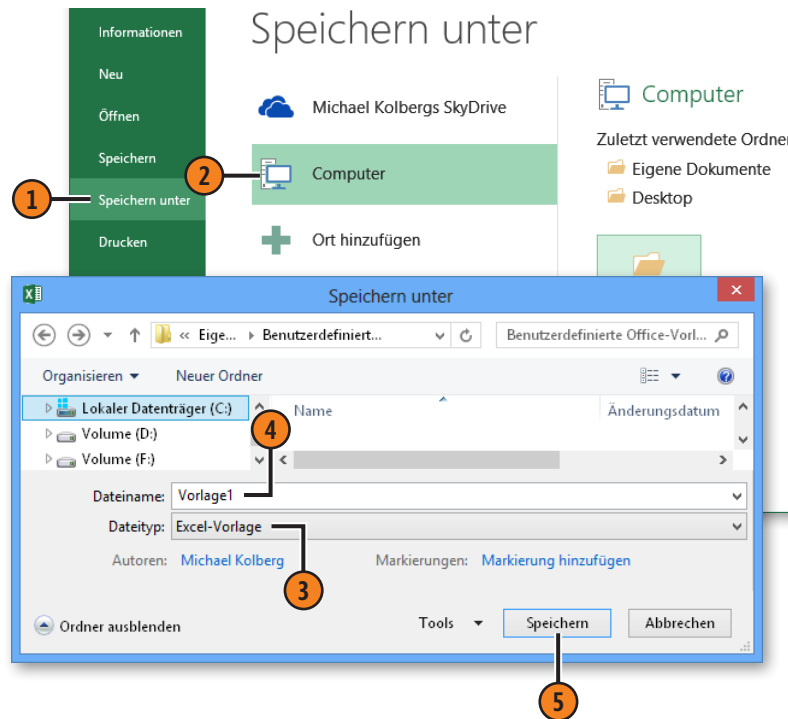 Informationen
Neu
Öffnen
Speichern
1
Speichern unter
Drucken
Speichern unter
Michael Kolbergs SkyDrive
2
Computer
Ort hinzufügen
Computer
Zuletzt verwendete Ordner
Eigene Dokumente
Desktop
Speichern unter
« Eige... Benutzerdefiniert...
Benutzerdefinierte Office-Vorl...
Organisieren Neuer Ordner
Lokaler Datenträger (C:)
Volume (D:)
Volume (F:)
Name Änderungsdatum
4
Dateiname: Vorlage1
Dateityp: Excel-Vorlage
Autoren: Michael Kolberg Markierungen: Markierung hinzufügen
3
Ordner ausblenden Tools Speichern Abbrechen
5